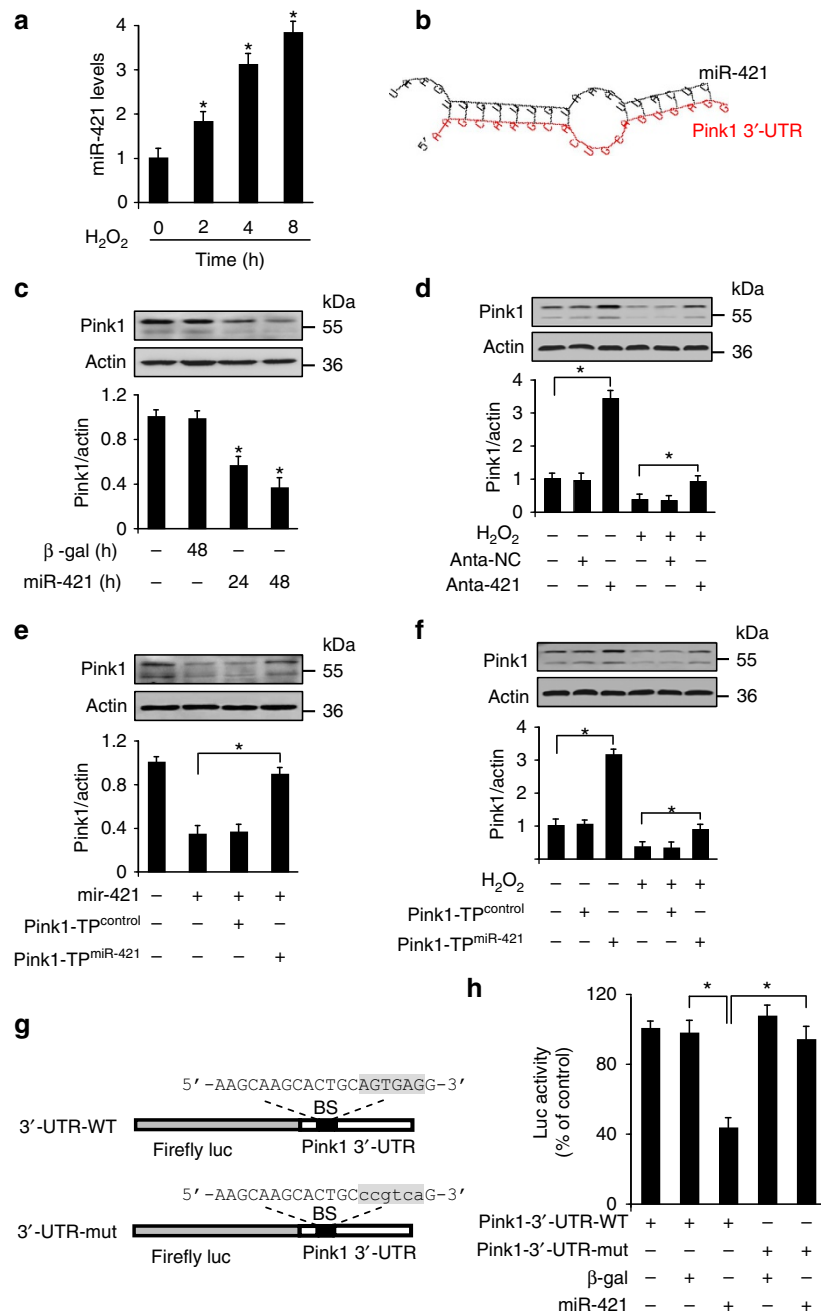 a
miR-421 levels
4
3
2
1
0
0 2 4 8
H₂O₂
Time (h)
b
miR-421
Pink1 3′-UTR
5′
c
kDa
Pink1
55
Actin
36
Pink1/actin
1.2
0.8
0.4
0
* *
β-gal (h) – 48 – –
miR-421 (h) – – 24 48
d
kDa
Pink1
55
Actin
36
Pink1/actin
4
3
2
1
0
* *
H₂O₂ – – – + + +
Anta-NC – + – – + –
Anta-421 – – + – – +
e
kDa
Pink1
55
Actin
36
Pink1/actin
1.2
0.8
0.4
0
*
mir-421 – + + +
Pink1-TPcontrol – – + –
Pink1-TPmiR-421 – – – +
f
kDa
Pink1
55
Actin
36
Pink1/actin
4
3
2
1
0
* *
H₂O₂ – – – + + +
Pink1-TPcontrol – + – – + –
Pink1-TPmiR-421 – – + – – +
g
5′-AAGCAAGCACTGCAGTGAGG-3′
BS
3′-UTR-WT
Firefly luc Pink1 3′-UTR
5′-AAGCAAGCACTGCccgtcaG-3′
BS
3′-UTR-mut
Firefly luc Pink1 3′-UTR
h
Luc activity
(% of control)
120
80
40
0
* *
Pink1-3′-UTR-WT + + + – –
Pink1-3′-UTR-mut – – – + +
β-gal – + – + –
miR-421 – – + – +